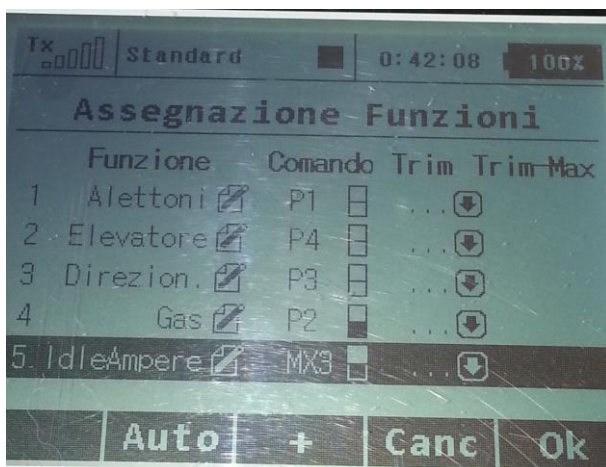 Tx Standard 0:42:08 100%
Assegnazione Funzioni
Funzione Comando Trim Trim-Max
1 Alettoni P1 ...
2 Elevatore P4 ...
3 Direzion. P3 ...
4 Gas P2 ...
5. IdleAmpere MX3 ...
Auto + Canc Ok